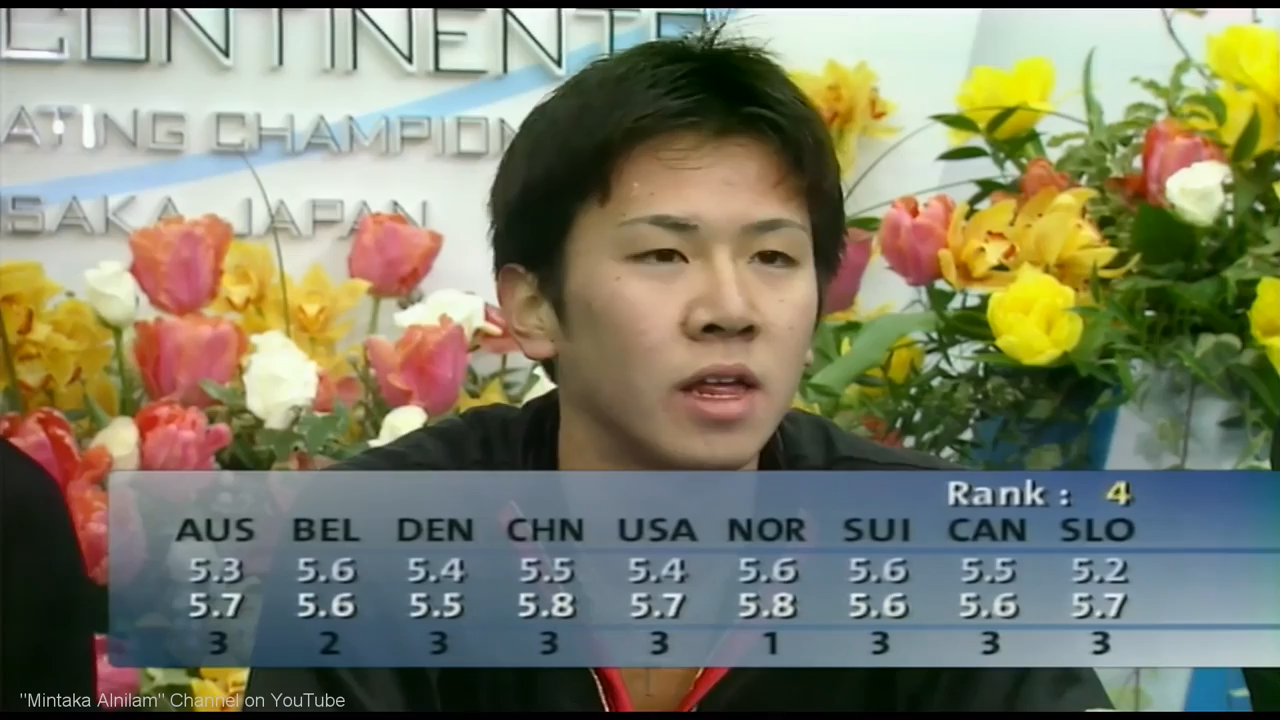 CONTINENT
ATING CHAMPION
SAKA JAPAN
Rank : 4
AUS BEL DEN CHN USA NOR SUI CAN SLO
5.3 5.6 5.4 5.5 5.4 5.6 5.6 5.5 5.2
5.7 5.6 5.5 5.8 5.7 5.8 5.6 5.6 5.7
3 2 3 3 3 1 3 3 3
"Mintaka Alnilam" Channel on YouTube